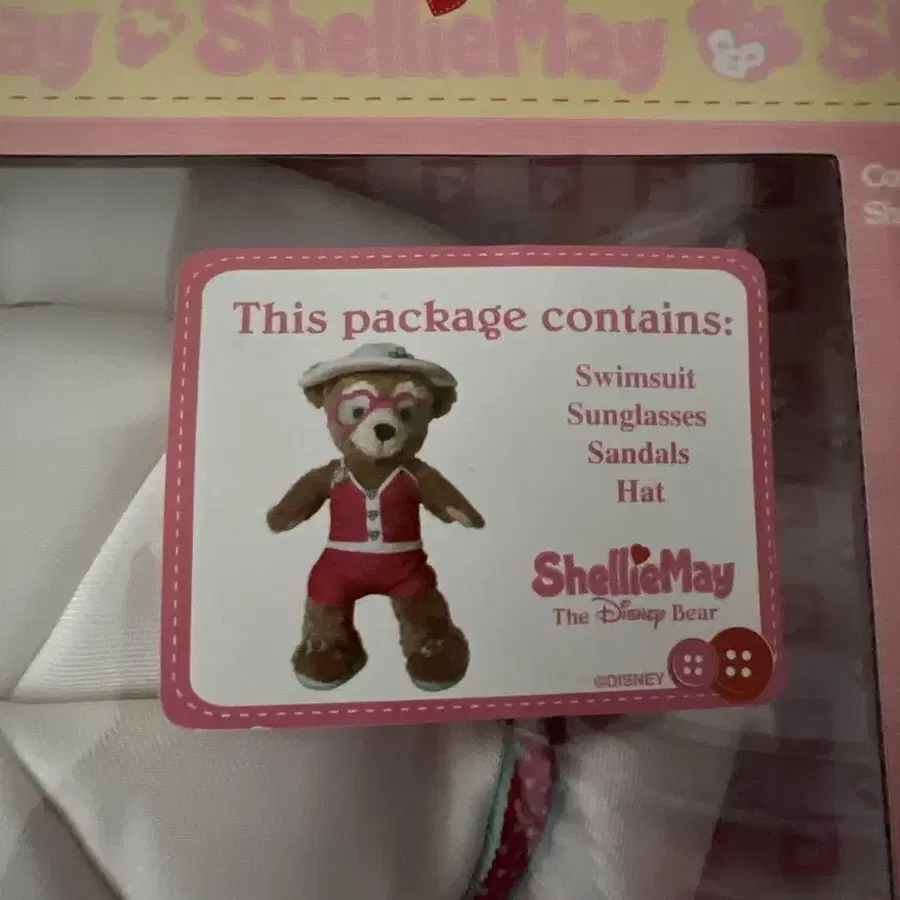 ShellieMay
This package contains:
Swimsuit
Sunglasses
Sandals
Hat
ShellieMay
The Disney Bear
©DISNEY